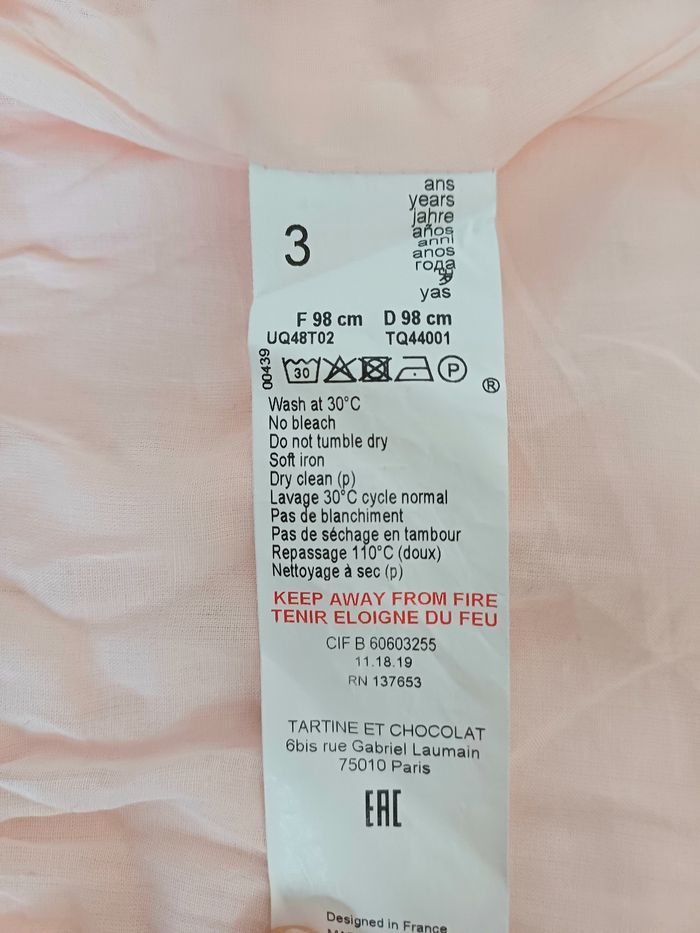 3
ans
years
jahre
años
anni
anos
года
岁
yas
F 98 cm D 98 cm
UQ48T02 TQ44001
00439
30
P
®
Wash at 30°C
No bleach
Do not tumble dry
Soft iron
Dry clean (p)
Lavage 30°C cycle normal
Pas de blanchiment
Pas de séchage en tambour
Repassage 110°C (doux)
Nettoyage à sec (p)
KEEP AWAY FROM FIRE
TENIR ELOIGNE DU FEU
CIF B 60603255
11.18.19
RN 137653
TARTINE ET CHOCOLAT
6bis rue Gabriel Laumain
75010 Paris
EAC
Designed in France